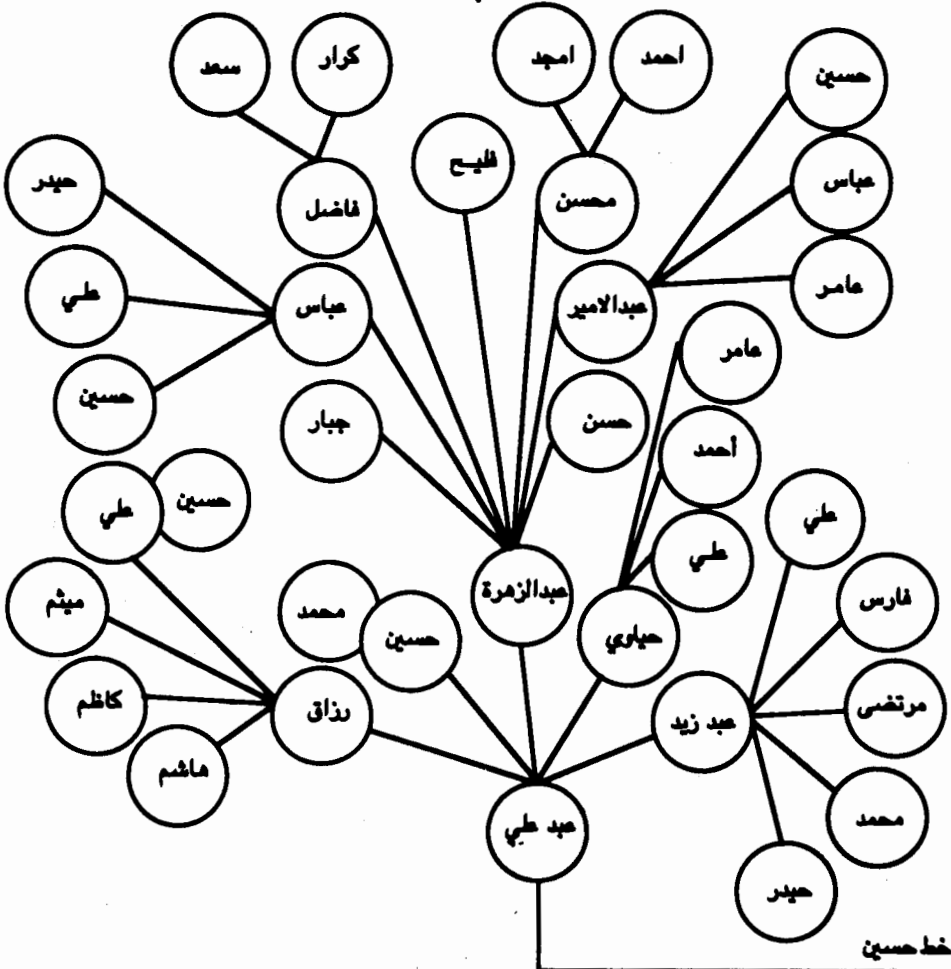 احمد
امجد
كرار
سعد
حسين
عباس
عامر
محسن
فليح
فاضل
حيدر
عبدالامير
عباس
علي
حسين
عامر
حسن
جبار
أحمد
علي
علي
حسين
علي
فارس
عبدالزهرة
حياوي
حسين
محمد
ميثم
مرتضى
عبد زيد
رزاق
كاظم
هاشم
محمد
عبد علي
حيدر
خط حسين